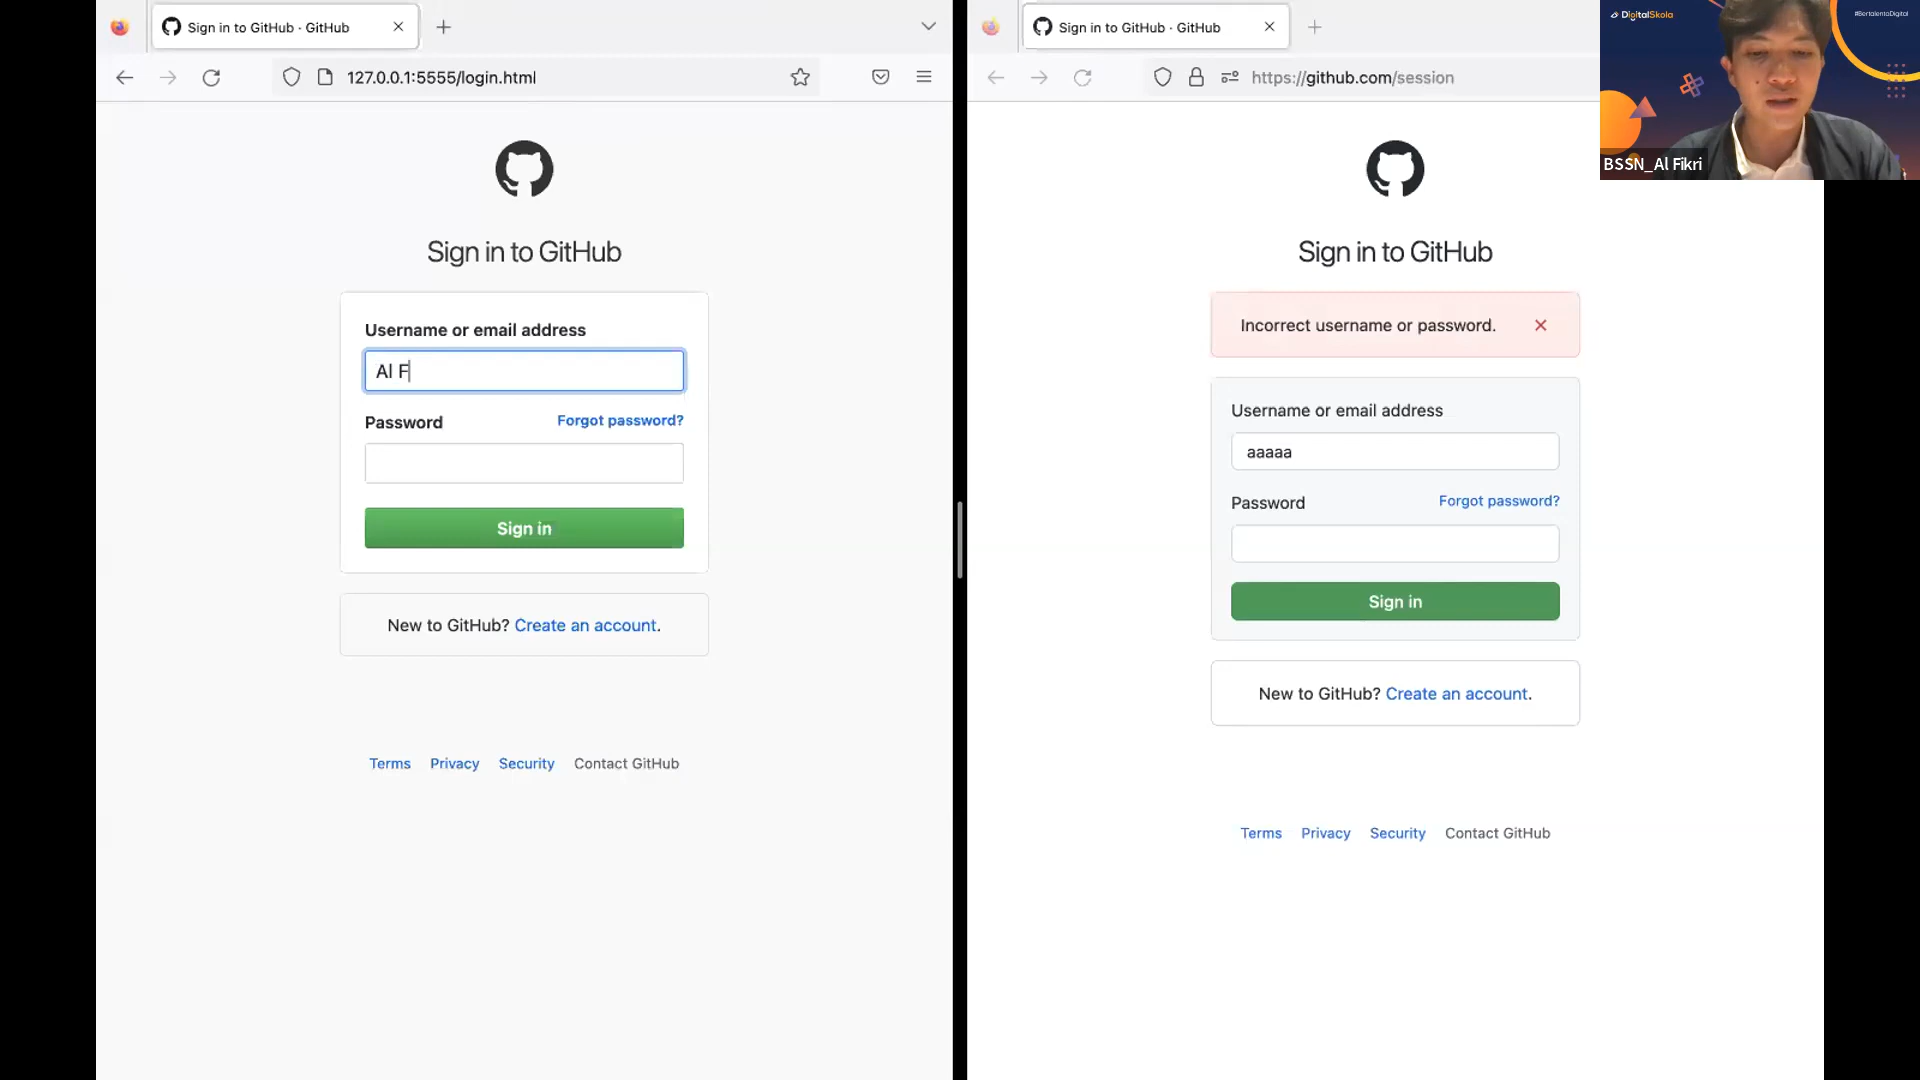 Sign in to GitHub · GitHub
127.0.0.1:5555/login.html
Sign in to GitHub
Username or email address
Al F
Password
Forgot password?
Sign in
New to GitHub? Create an account.
Terms
Privacy
Security
Contact GitHub
Sign in to GitHub · GitHub
https://github.com/session
Sign in to GitHub
Incorrect username or password.
Username or email address
aaaaa
Password
Forgot password?
Sign in
New to GitHub? Create an account.
Terms
Privacy
Security
Contact GitHub
DigitalSkola
#BertalentaDigital
BSSN_Al Fikri